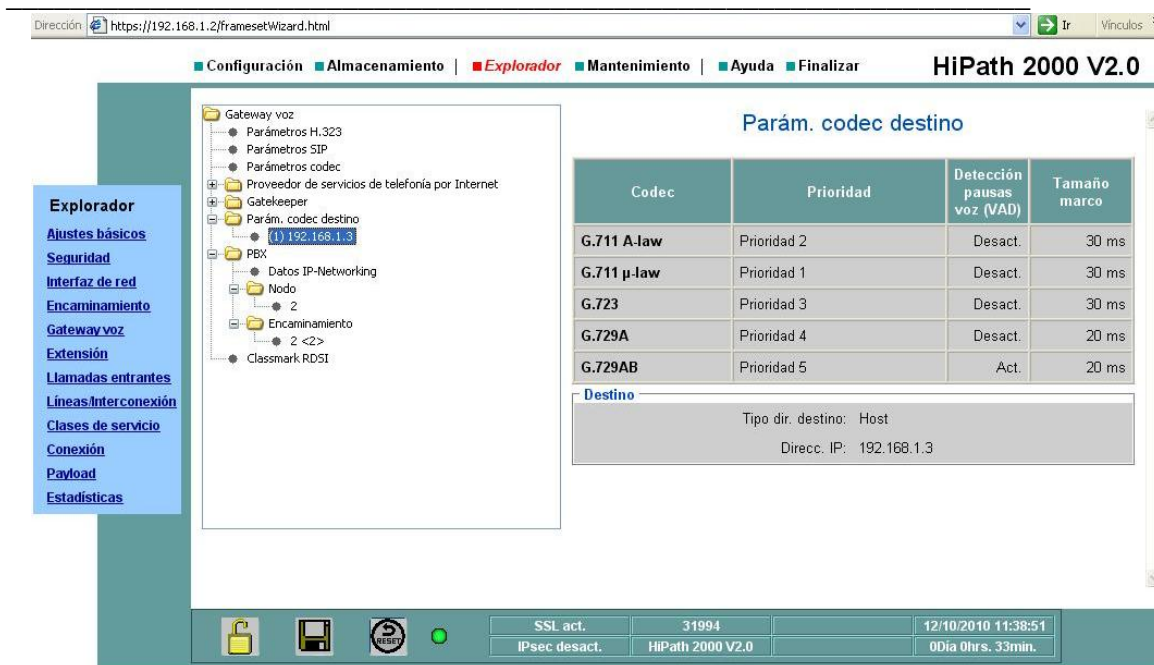 Dirección https://192.168.1.2/framesetWizard.html Ir Vínculos
Configuración Almacenamiento | Explorador Mantenimiento | Ayuda Finalizar HiPath 2000 V2.0
Explorador
Ajustes básicos
Seguridad
Interfaz de red
Encaminamiento
Gateway voz
Extensión
Llamadas entrantes
Líneas/Interconexión
Clases de servicio
Conexión
Payload
Estadísticas
Gateway voz
Parámetros H.323
Parámetros SIP
Parámetros codec
Proveedor de servicios de telefonía por Internet
Gatekeeper
Parám. codec destino
(1) 192.168.1.3
PBX
Datos IP-Networking
Nodo
2
Encaminamiento
2 <2>
Classmark RDSI
Parám. codec destino
Codec Prioridad Detección pausas voz (VAD) Tamaño marco
G.711 A-law Prioridad 2 Desact. 30 ms
G.711 µ-law Prioridad 1 Desact. 30 ms
G.723 Prioridad 3 Desact. 30 ms
G.729A Prioridad 4 Desact. 20 ms
G.729AB Prioridad 5 Act. 20 ms
Destino
Tipo dir. destino: Host
Direcc. IP: 192.168.1.3
RESET
SSL act. 31994 12/10/2010 11:38:51
IPsec desact. HiPath 2000 V2.0 0Día 0hrs. 33min.